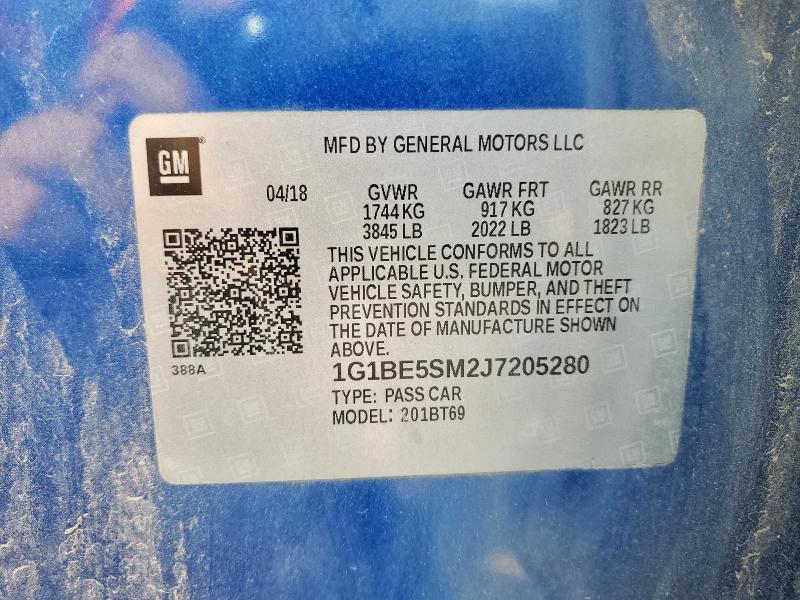 GM
MFD BY GENERAL MOTORS LLC
04/18 GVWR GAWR FRT GAWR RR
1744 KG 917 KG 827 KG
3845 LB 2022 LB 1823 LB
THIS VEHICLE CONFORMS TO ALL
APPLICABLE U.S. FEDERAL MOTOR
VEHICLE SAFETY, BUMPER, AND THEFT
PREVENTION STANDARDS IN EFFECT ON
THE DATE OF MANUFACTURE SHOWN
ABOVE.
388A
1G1BE5SM2J7205280
TYPE: PASS CAR
MODEL: 201BT69